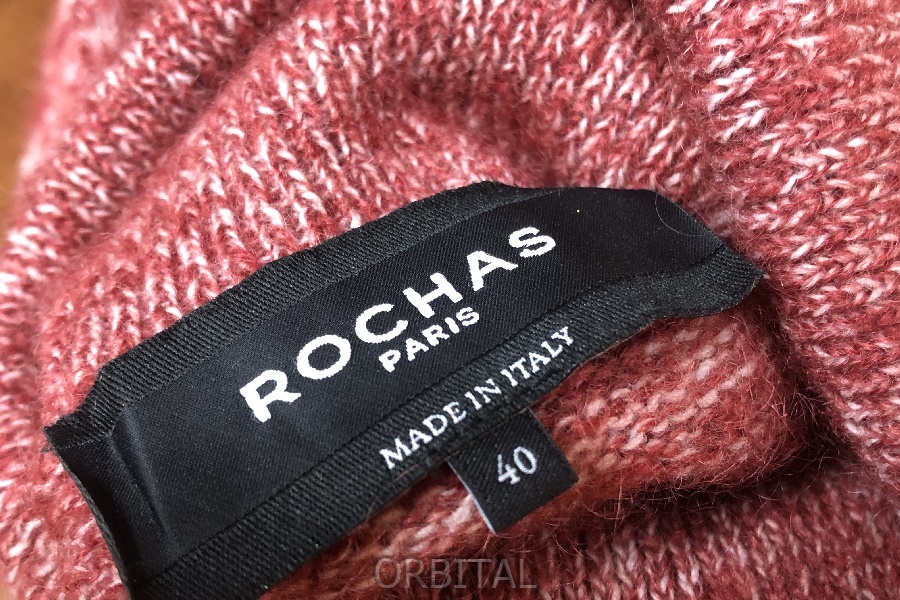 ROCHAS
PARIS
MADE IN ITALY
40
ORBITAL